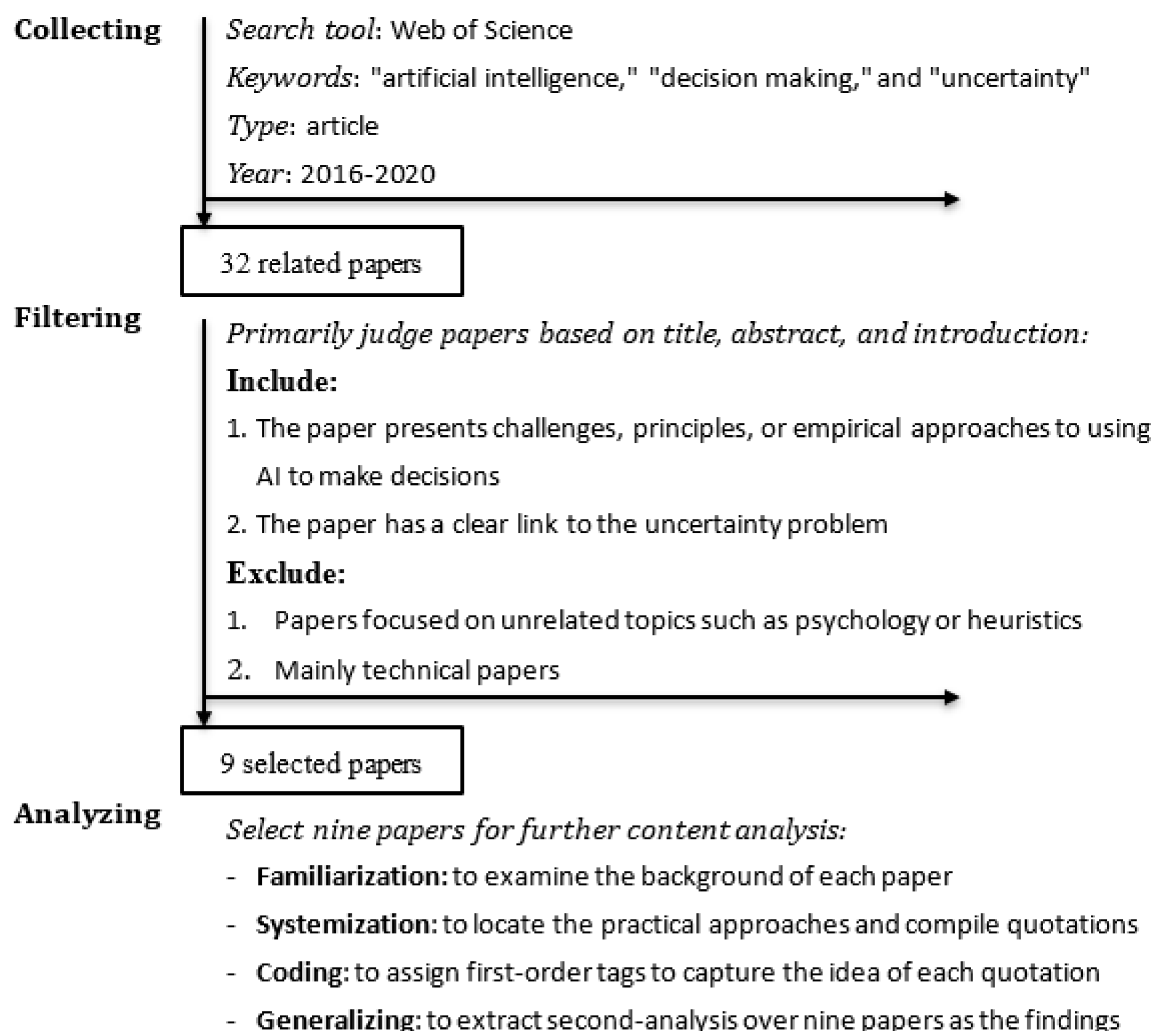 Collecting
Search tool: Web of Science
Keywords: "artificial intelligence," "decision making," and "uncertainty"
Type: article
Year: 2016-2020
32 related papers
Filtering
Primarily judge papers based on title, abstract, and introduction:
Include:
1. The paper presents challenges, principles, or empirical approaches to using
AI to make decisions
2. The paper has a clear link to the uncertainty problem
Exclude:
1. Papers focused on unrelated topics such as psychology or heuristics
2. Mainly technical papers
9 selected papers
Analyzing
Select nine papers for further content analysis:
- Familiarization: to examine the background of each paper
- Systemization: to locate the practical approaches and compile quotations
- Coding: to assign first-order tags to capture the idea of each quotation
- Generalizing: to extract second-analysis over nine papers as the findings